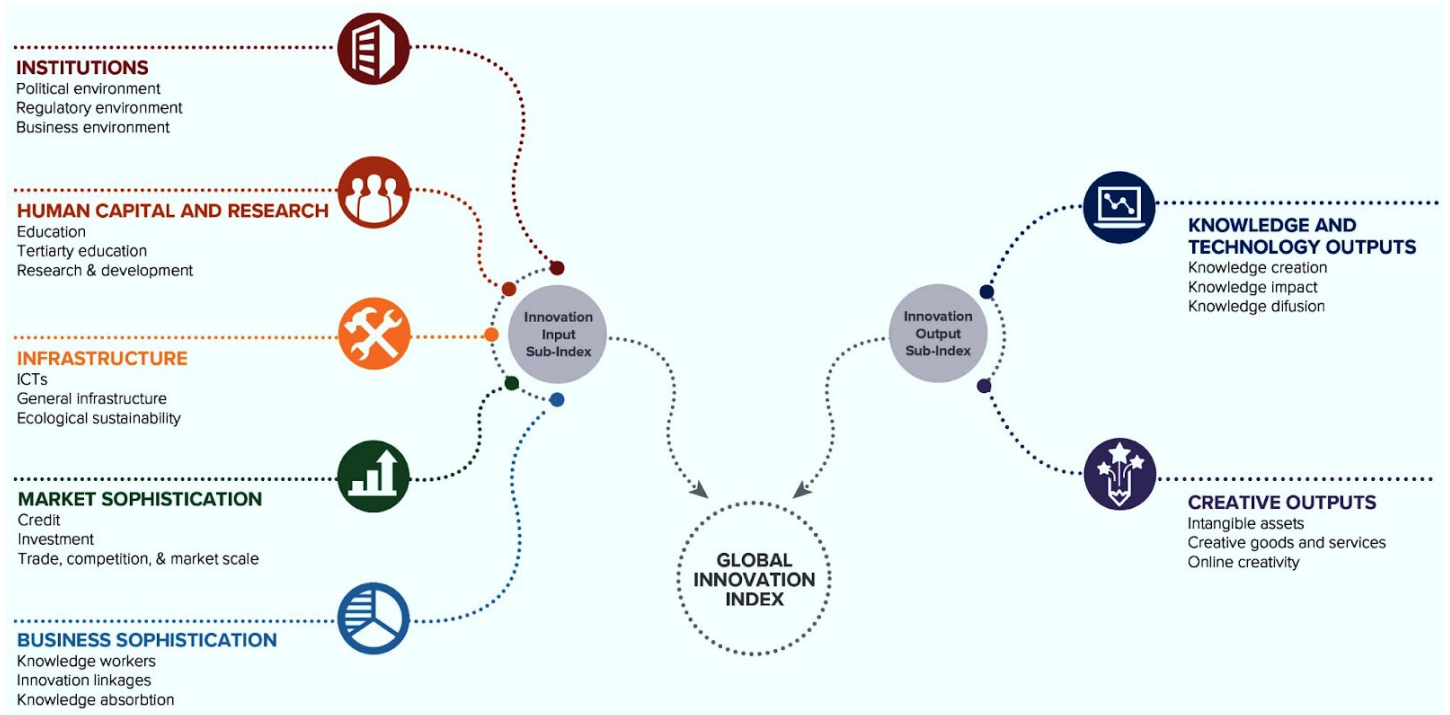 INSTITUTIONS
Political environment
Regulatory environment
Business environment
HUMAN CAPITAL AND RESEARCH
Education
Tertiarty education
Research & development
INFRASTRUCTURE
ICTs
General infrastructure
Ecological sustainability
MARKET SOPHISTICATION
Credit
Investment
Trade, competition, & market scale
BUSINESS SOPHISTICATION
Knowledge workers
Innovation linkages
Knowledge absorbtion
Innovation
Input
Sub-Index
Innovation
Output
Sub-Index
GLOBAL
INNOVATION
INDEX
KNOWLEDGE AND
TECHNOLOGY OUTPUTS
Knowledge creation
Knowledge impact
Knowledge difusion
CREATIVE OUTPUTS
Intangible assets
Creative goods and services
Online creativity